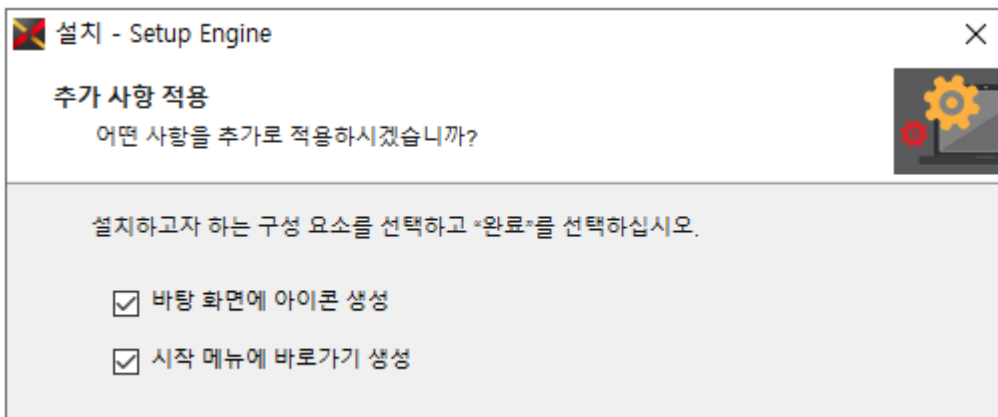 설치 - Setup Engine
추가 사항 적용
어떤 사항을 추가로 적용하시겠습니까?
설치하고자 하는 구성 요소를 선택하고 “완료”를 선택하십시오.
바탕 화면에 아이콘 생성
시작 메뉴에 바로가기 생성